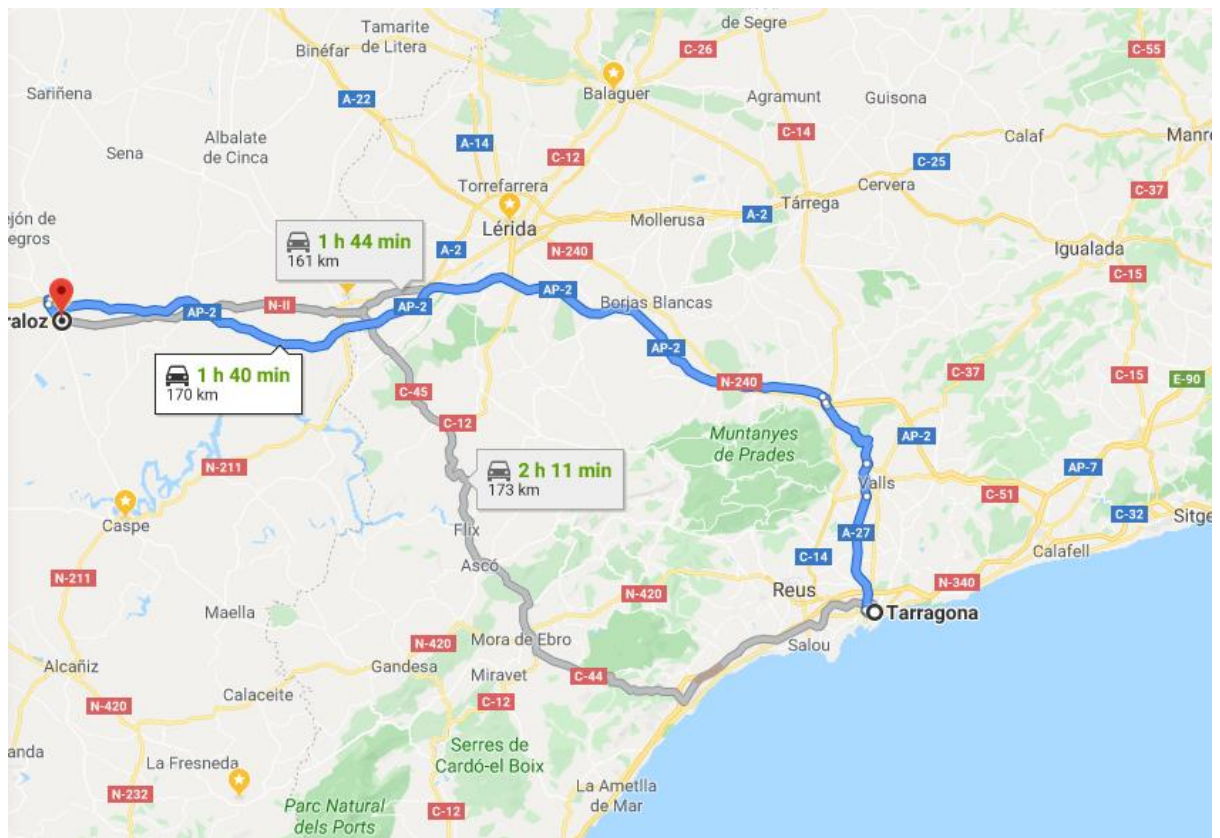 de Segre
Tamarite
de Litera
Binéfar
C-26
C-55
Sariñena
A-22
Balaguer
Agramunt
Guisona
Albalate
de Cinca
Sena
A-14
C-12
C-14
Calaf
Manre
C-25
Torrefarrera
Cervera
C-37
Tárrega
ejón de
egros
Lérida
Mollerusa
A-2
1 h 44 min
161 km
A-2
N-240
Igualada
C-15
raloz
AP-2
N-II
AP-2
AP-2
Borjas Blancas
AP-2
1 h 40 min
170 km
C-45
N-240
C-37
C-15
E-90
C-12
Muntanyes
de Prades
AP-2
N-211
2 h 11 min
173 km
Valls
AP-7
C-51
Caspe
C-32
Sitge
Flix
A-27
C-14
Calafell
Ascó
N-211
Reus
N-340
Maella
N-420
Tarragona
Mora de Ebro
Salou
N-420
Alcañiz
Gandesa
Miravet
C-44
Calaceite
C-12
N-420
anda
La Fresneda
Serres de
Cardó-el Boix
N-232
La Ametlla
de Mar
Parc Natural
dels Ports
C-12